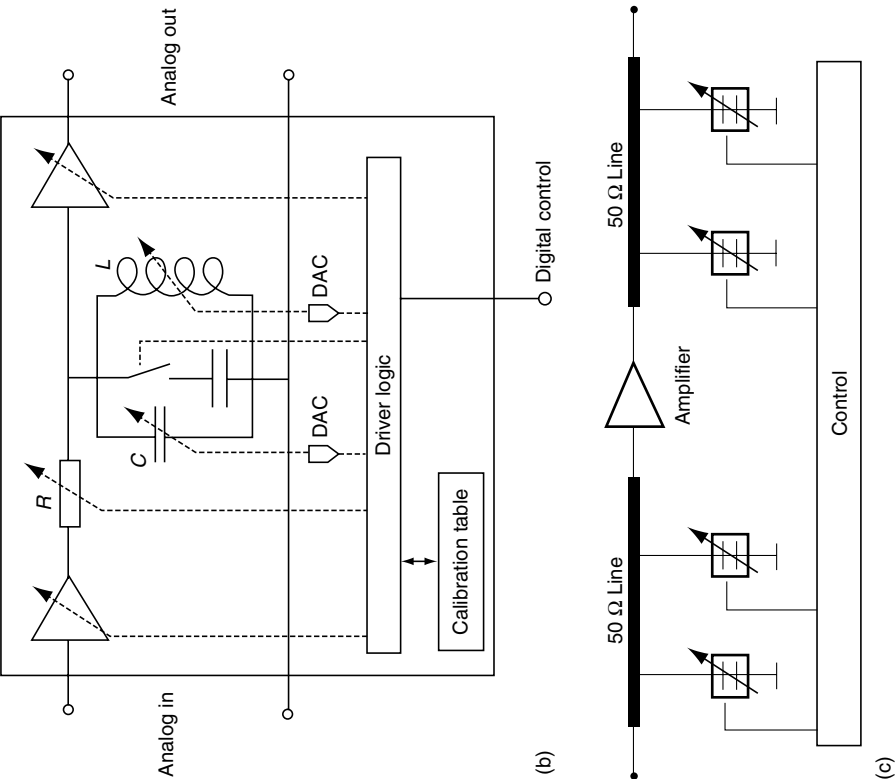 Analog in
Analog out
R
C
L
DAC
DAC
Driver logic
Calibration table
Digital control
(b)
50 Ω Line
50 Ω Line
Amplifier
Control
(c)